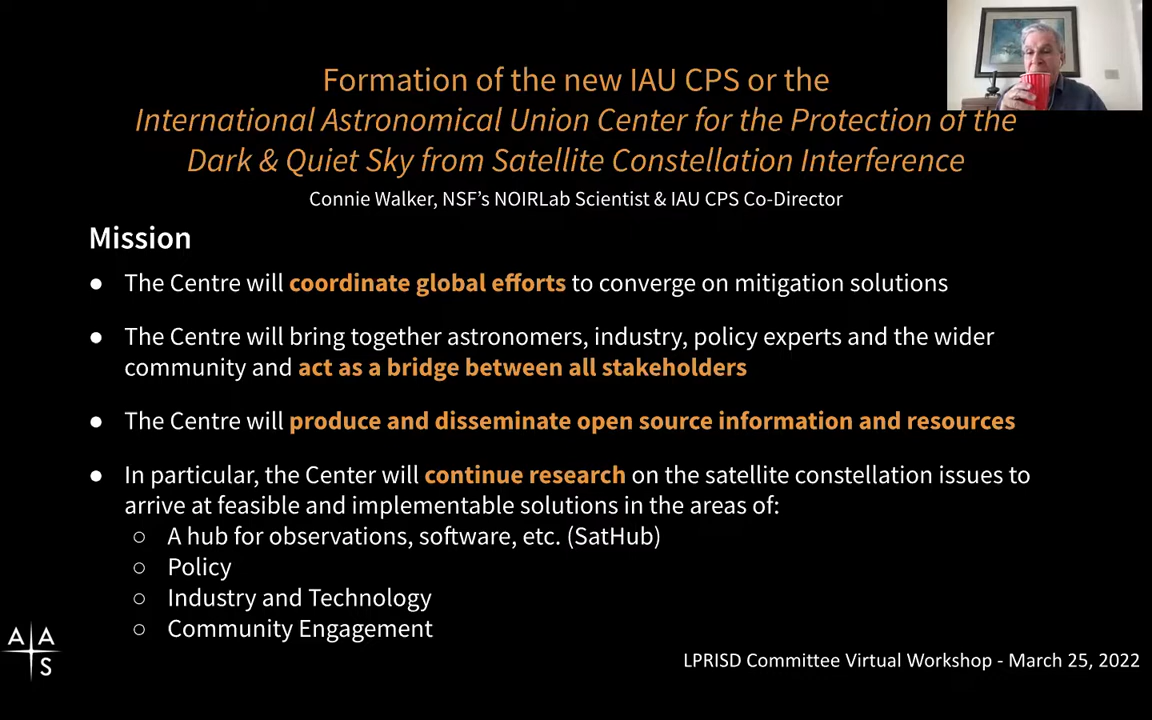 Formation of the new IAU CPS or the
International Astronomical Union Center for the Protection of the
Dark & Quiet Sky from Satellite Constellation Interference
Connie Walker, NSF's NOIRLab Scientist & IAU CPS Co-Director
Mission
● The Centre will coordinate global efforts to converge on mitigation solutions
● The Centre will bring together astronomers, industry, policy experts and the wider
community and act as a bridge between all stakeholders
● The Centre will produce and disseminate open source information and resources
● In particular, the Center will continue research on the satellite constellation issues to
arrive at feasible and implementable solutions in the areas of:
○ A hub for observations, software, etc. (SatHub)
○ Policy
○ Industry and Technology
○ Community Engagement
A A
S
LPRISD Committee Virtual Workshop - March 25, 2022